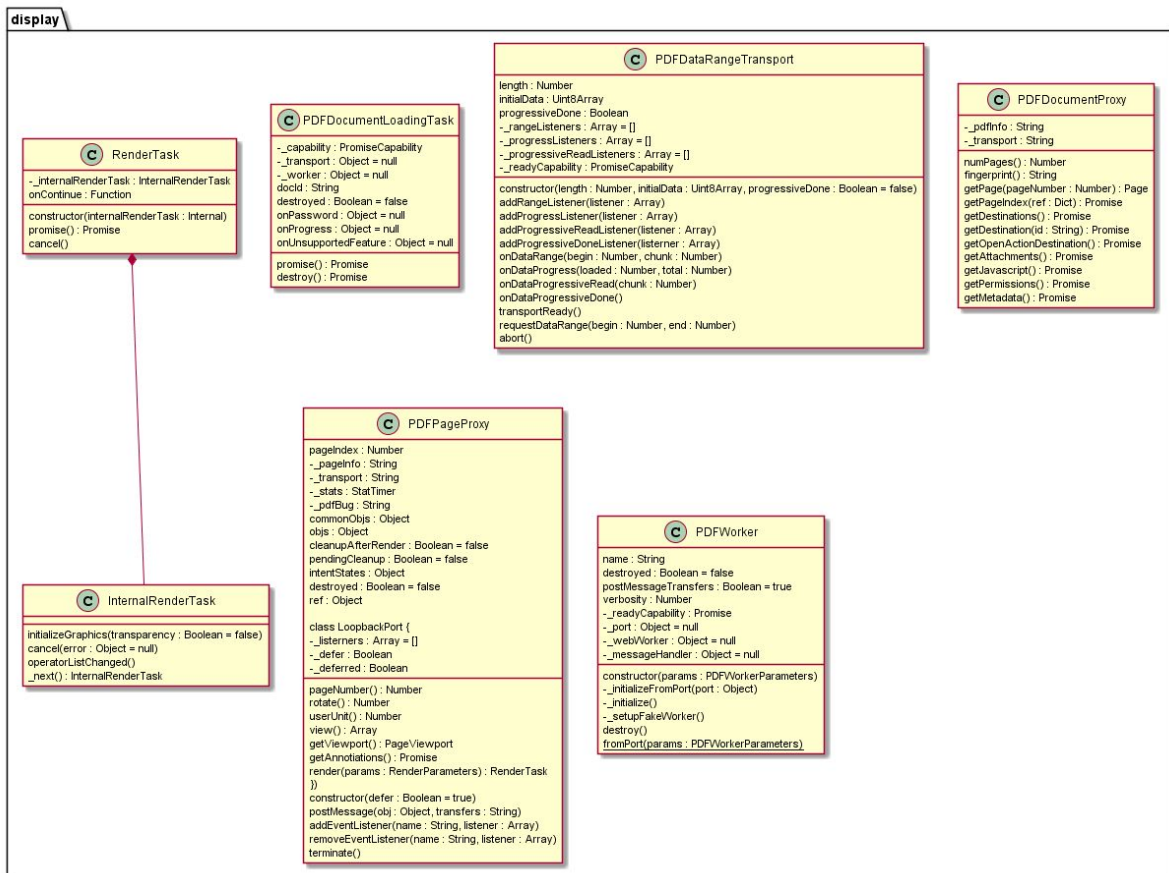 display
C RenderTask
-_internalRenderTask : InternalRenderTask
onContinue : Function
constructor(internalRenderTask : Internal)
promise() : Promise
cancel()
C PDFDocumentLoadingTask
-_capability : PromiseCapability
-_transport : Object = null
-_worker : Object = null
docId : String
destroyed : Boolean = false
onPassword : Object = null
onProgress : Object = null
onUnsupportedFeature : Object = null
promise() : Promise
destroy() : Promise
C PDFDataRangeTransport
length : Number
initialData : Uint8Array
progressiveDone : Boolean
-_rangeListeners : Array = []
-_progressListeners : Array = []
-_progressiveReadListeners : Array = []
-_readyCapability : PromiseCapability
constructor(length : Number, initialData : Uint8Array, progressiveDone : Boolean = false)
addRangeListener(listener : Array)
addProgressListener(listener : Array)
addProgressiveReadListener(listener : Array)
addProgressiveDoneListener(listerner : Array)
onDataRange(begin : Number, chunk : Number)
onDataProgress(loaded : Number, total : Number)
onDataProgressiveRead(chunk : Number)
onDataProgressiveDone()
transportReady()
requestDataRange(begin : Number, end : Number)
abort()
C PDFDocumentProxy
-_pdfInfo : String
-_transport : String
numPages() : Number
fingerprint() : String
getPage(pageNumber : Number) : Page
getPageIndex(ref : Dict) : Promise
getDestinations() : Promise
getDestination(id : String) : Promise
getOpenActionDestination() : Promise
getAttachments() : Promise
getJavascript() : Promise
getPermissions() : Promise
getMetadata() : Promise
C InternalRenderTask
initializeGraphics(transparency : Boolean = false)
cancel(error : Object = null)
operatorListChanged()
_next() : InternalRenderTask
C PDFPageProxy
pageIndex : Number
-_pageInfo : String
-_transport : String
-_stats : StatTimer
-_pdfBug : String
commonObjs : Object
objs : Object
cleanupAfterRender : Boolean = false
pendingCleanup : Boolean = false
intentStates : Object
destroyed : Boolean = false
ref : Object
class LoopbackPort {
-_listerners : Array = []
-_defer : Boolean
-_deferred : Boolean
pageNumber() : Number
rotate() : Number
userUnit() : Number
view() : Array
getViewport() : PageViewport
getAnnotiations() : Promise
render(params : RenderParameters) : RenderTask
})
constructor(defer : Boolean = true)
postMessage(obj : Object, transfers : String)
addEventListener(name : String, listener : Array)
removeEventListener(name : String, listener : Array)
terminate()
C PDFWorker
name : String
destroyed : Boolean = false
postMessageTransfers : Boolean = true
verbosity : Number
-_readyCapability : Promise
-_port : Object = null
-_webWorker : Object = null
-_messageHandler : Object = null
constructor(params : PDFWorkerParameters)
-_initializeFromPort(port : Object)
-_initialize()
-_setupFakeWorker()
destroy()
fromPort(params : PDFWorkerParameters)